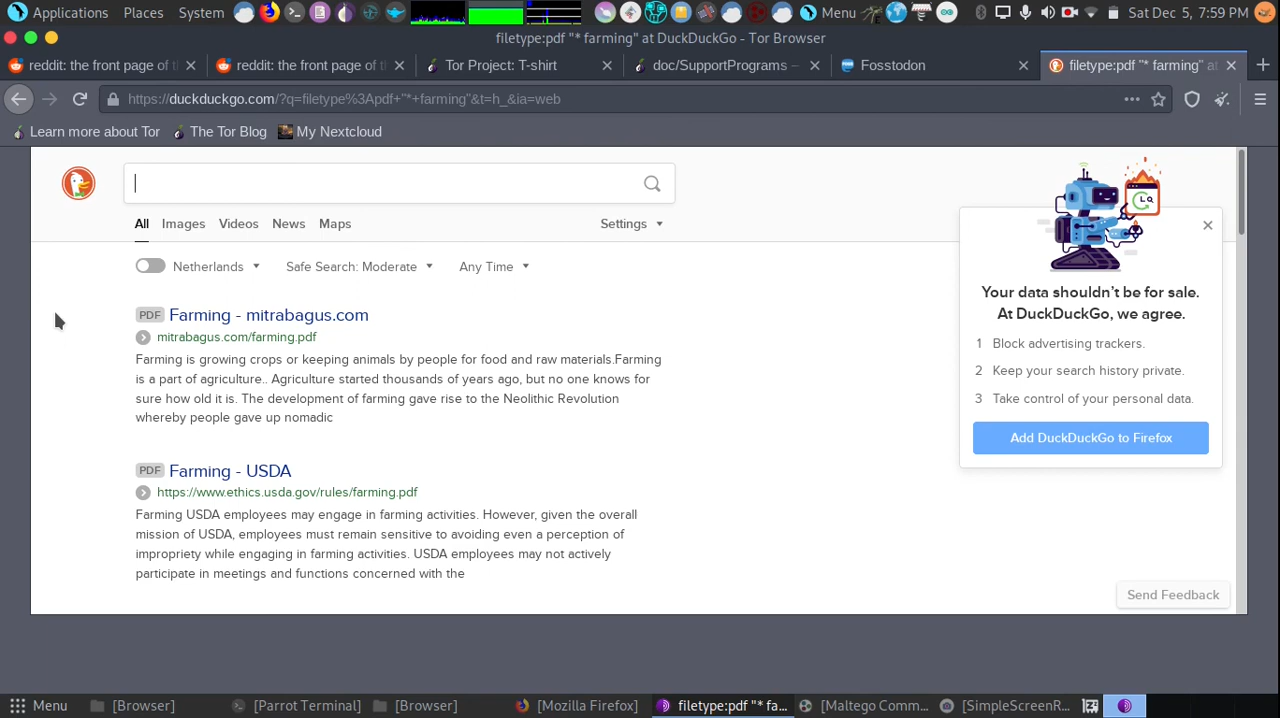 Applications Places System Menu Sat Dec 5, 7:59 PM
filetype:pdf "* farming" at DuckDuckGo - Tor Browser
reddit: the front page of reddit: the front page of Tor Project: T-shirt doc/SupportPrograms – Fosstodon filetype:pdf "* farming" at
https://duckduckgo.com/?q=filetype%3Apdf+"*+farming"&t=h_&ia=web
Learn more about Tor The Tor Blog My Nextcloud
All Images Videos News Maps Settings
Netherlands Safe Search: Moderate Any Time
PDF Farming - mitrabagus.com
mitrabagus.com/farming.pdf
Farming is growing crops or keeping animals by people for food and raw materials.Farming
is a part of agriculture.. Agriculture started thousands of years ago, but no one knows for
sure how old it is. The development of farming gave rise to the Neolithic Revolution
whereby people gave up nomadic
PDF Farming - USDA
https://www.ethics.usda.gov/rules/farming.pdf
Farming USDA employees may engage in farming activities. However, given the overall
mission of USDA, employees must remain sensitive to avoiding even a perception of
impropriety while engaging in farming activities. USDA employees may not actively
participate in meetings and functions concerned with the
Your data shouldn't be for sale.
At DuckDuckGo, we agree.
1 Block advertising trackers.
2 Keep your search history private.
3 Take control of your personal data.
Add DuckDuckGo to Firefox
Send Feedback
Menu [Browser] [Parrot Terminal] [Browser] [Mozilla Firefox] filetype:pdf "* fa... [Maltego Comm... [SimpleScreenR...